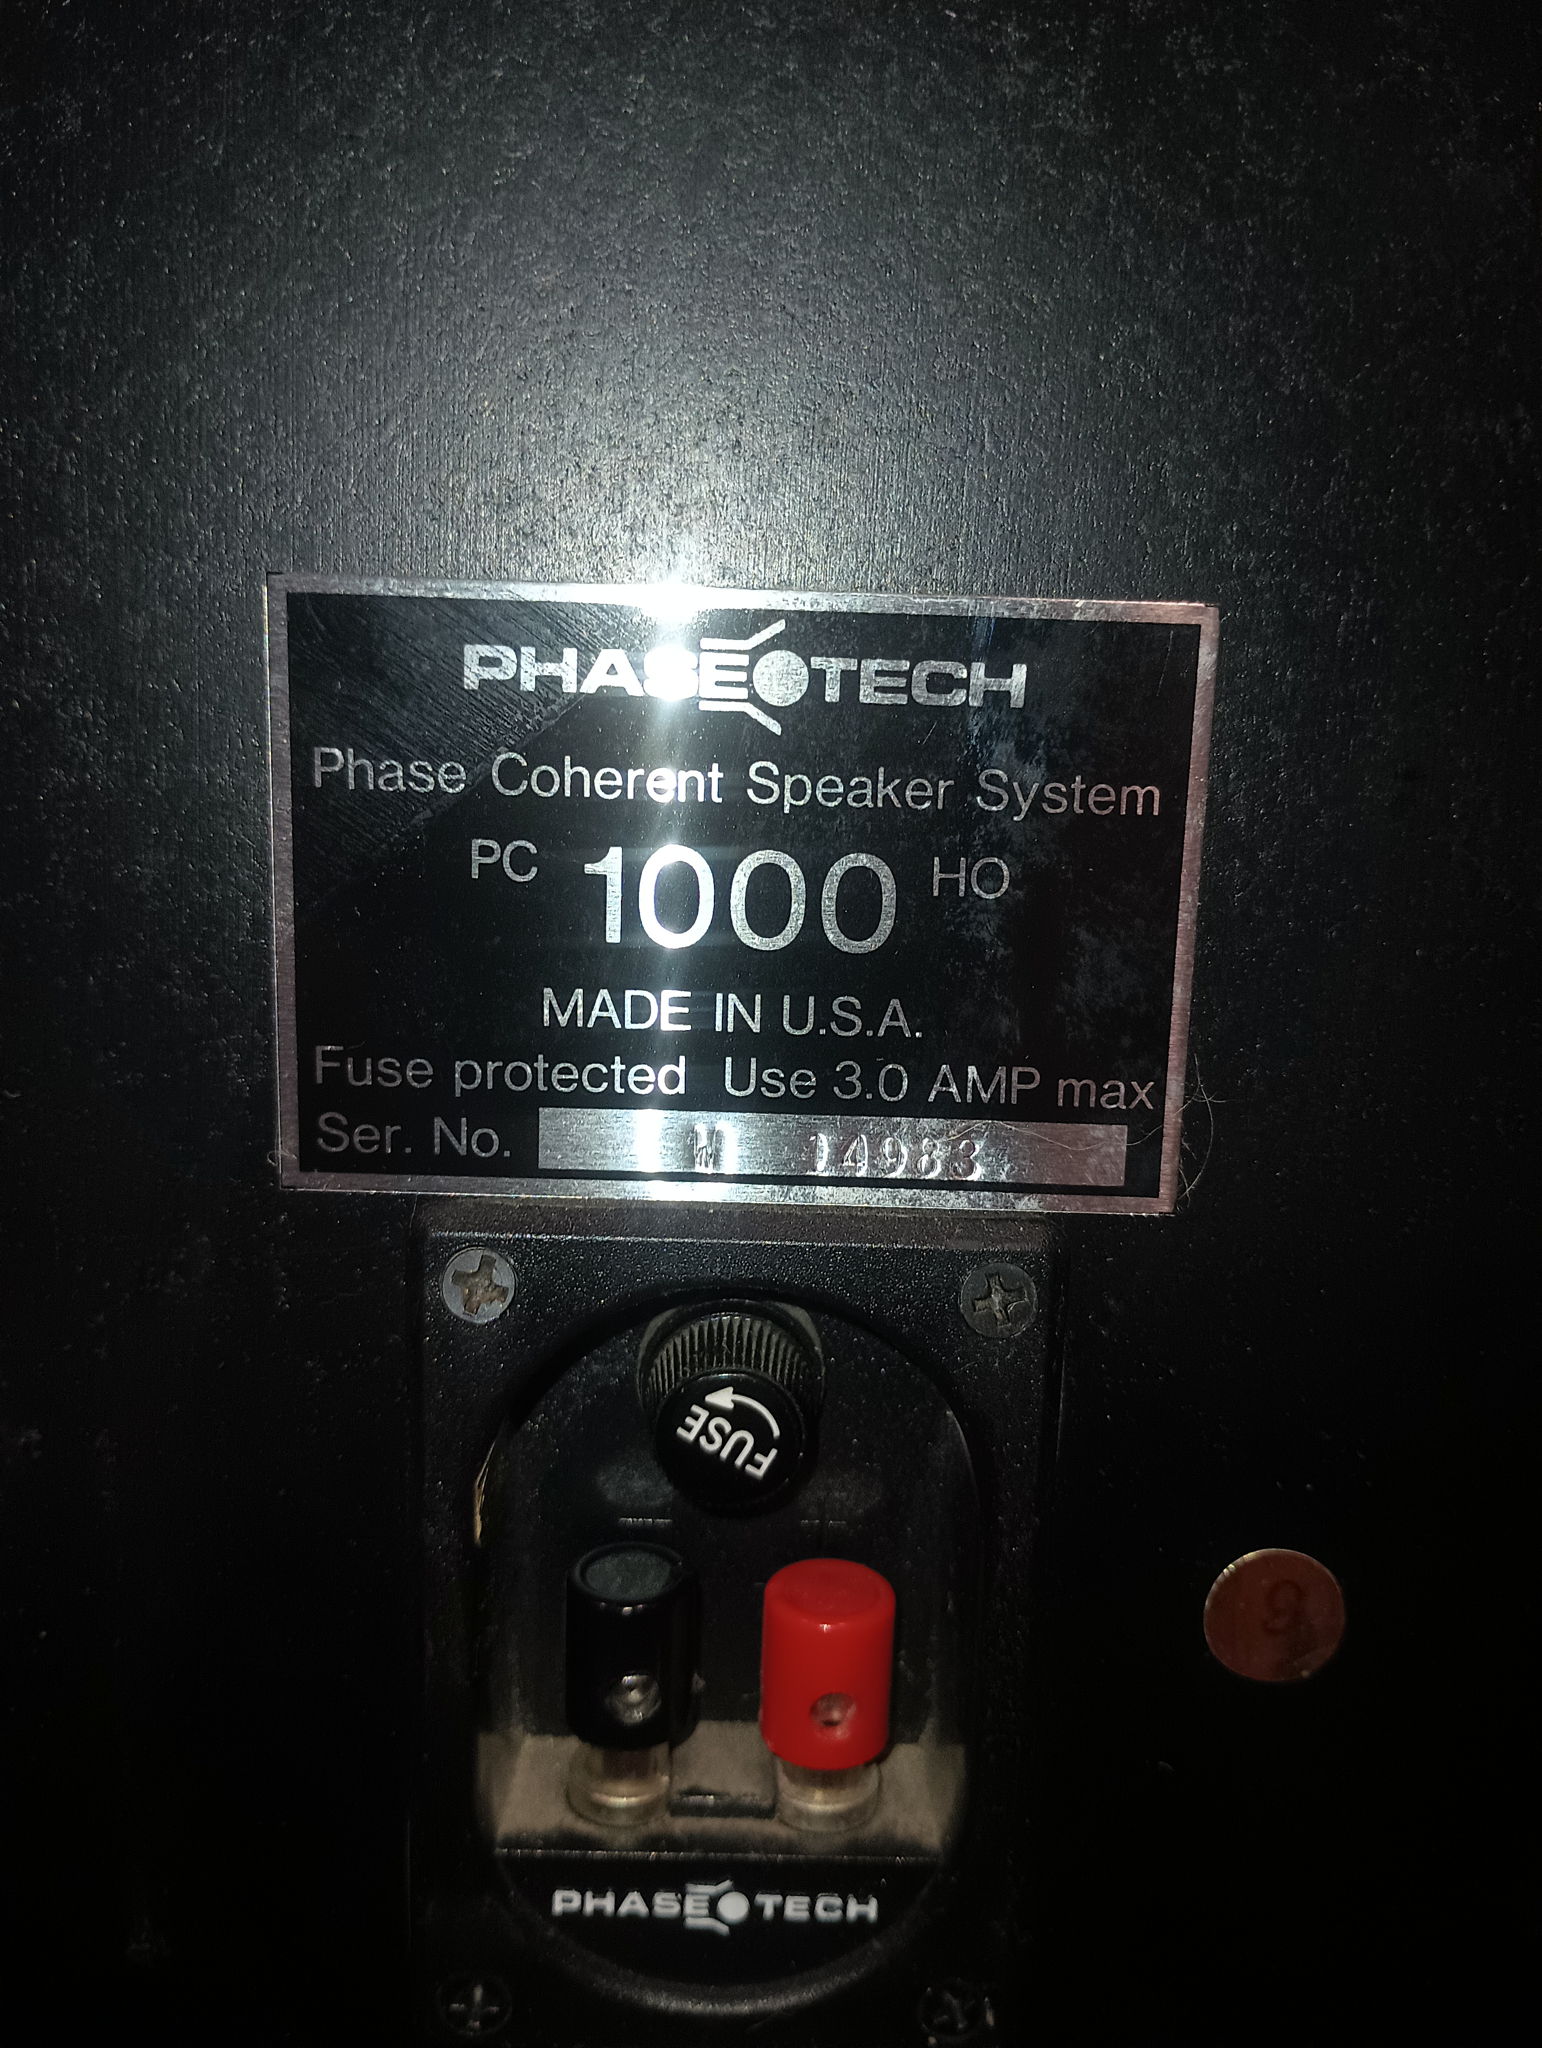 PHASE TECH
Phase Coherent Speaker System
PC 1000 HO
MADE IN U.S.A.
Fuse protected Use 3.0 AMP max
Ser. No. 14983
FUSE
PHASE TECH